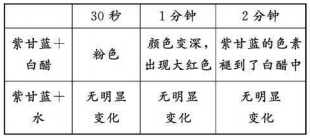 30秒 1分钟 2分钟
紫甘蓝＋白醋 粉色 颜色变深，出现大红色 紫甘蓝的色素褪到了白醋中
紫甘蓝＋水 无明显变化 无明显变化 无明显变化